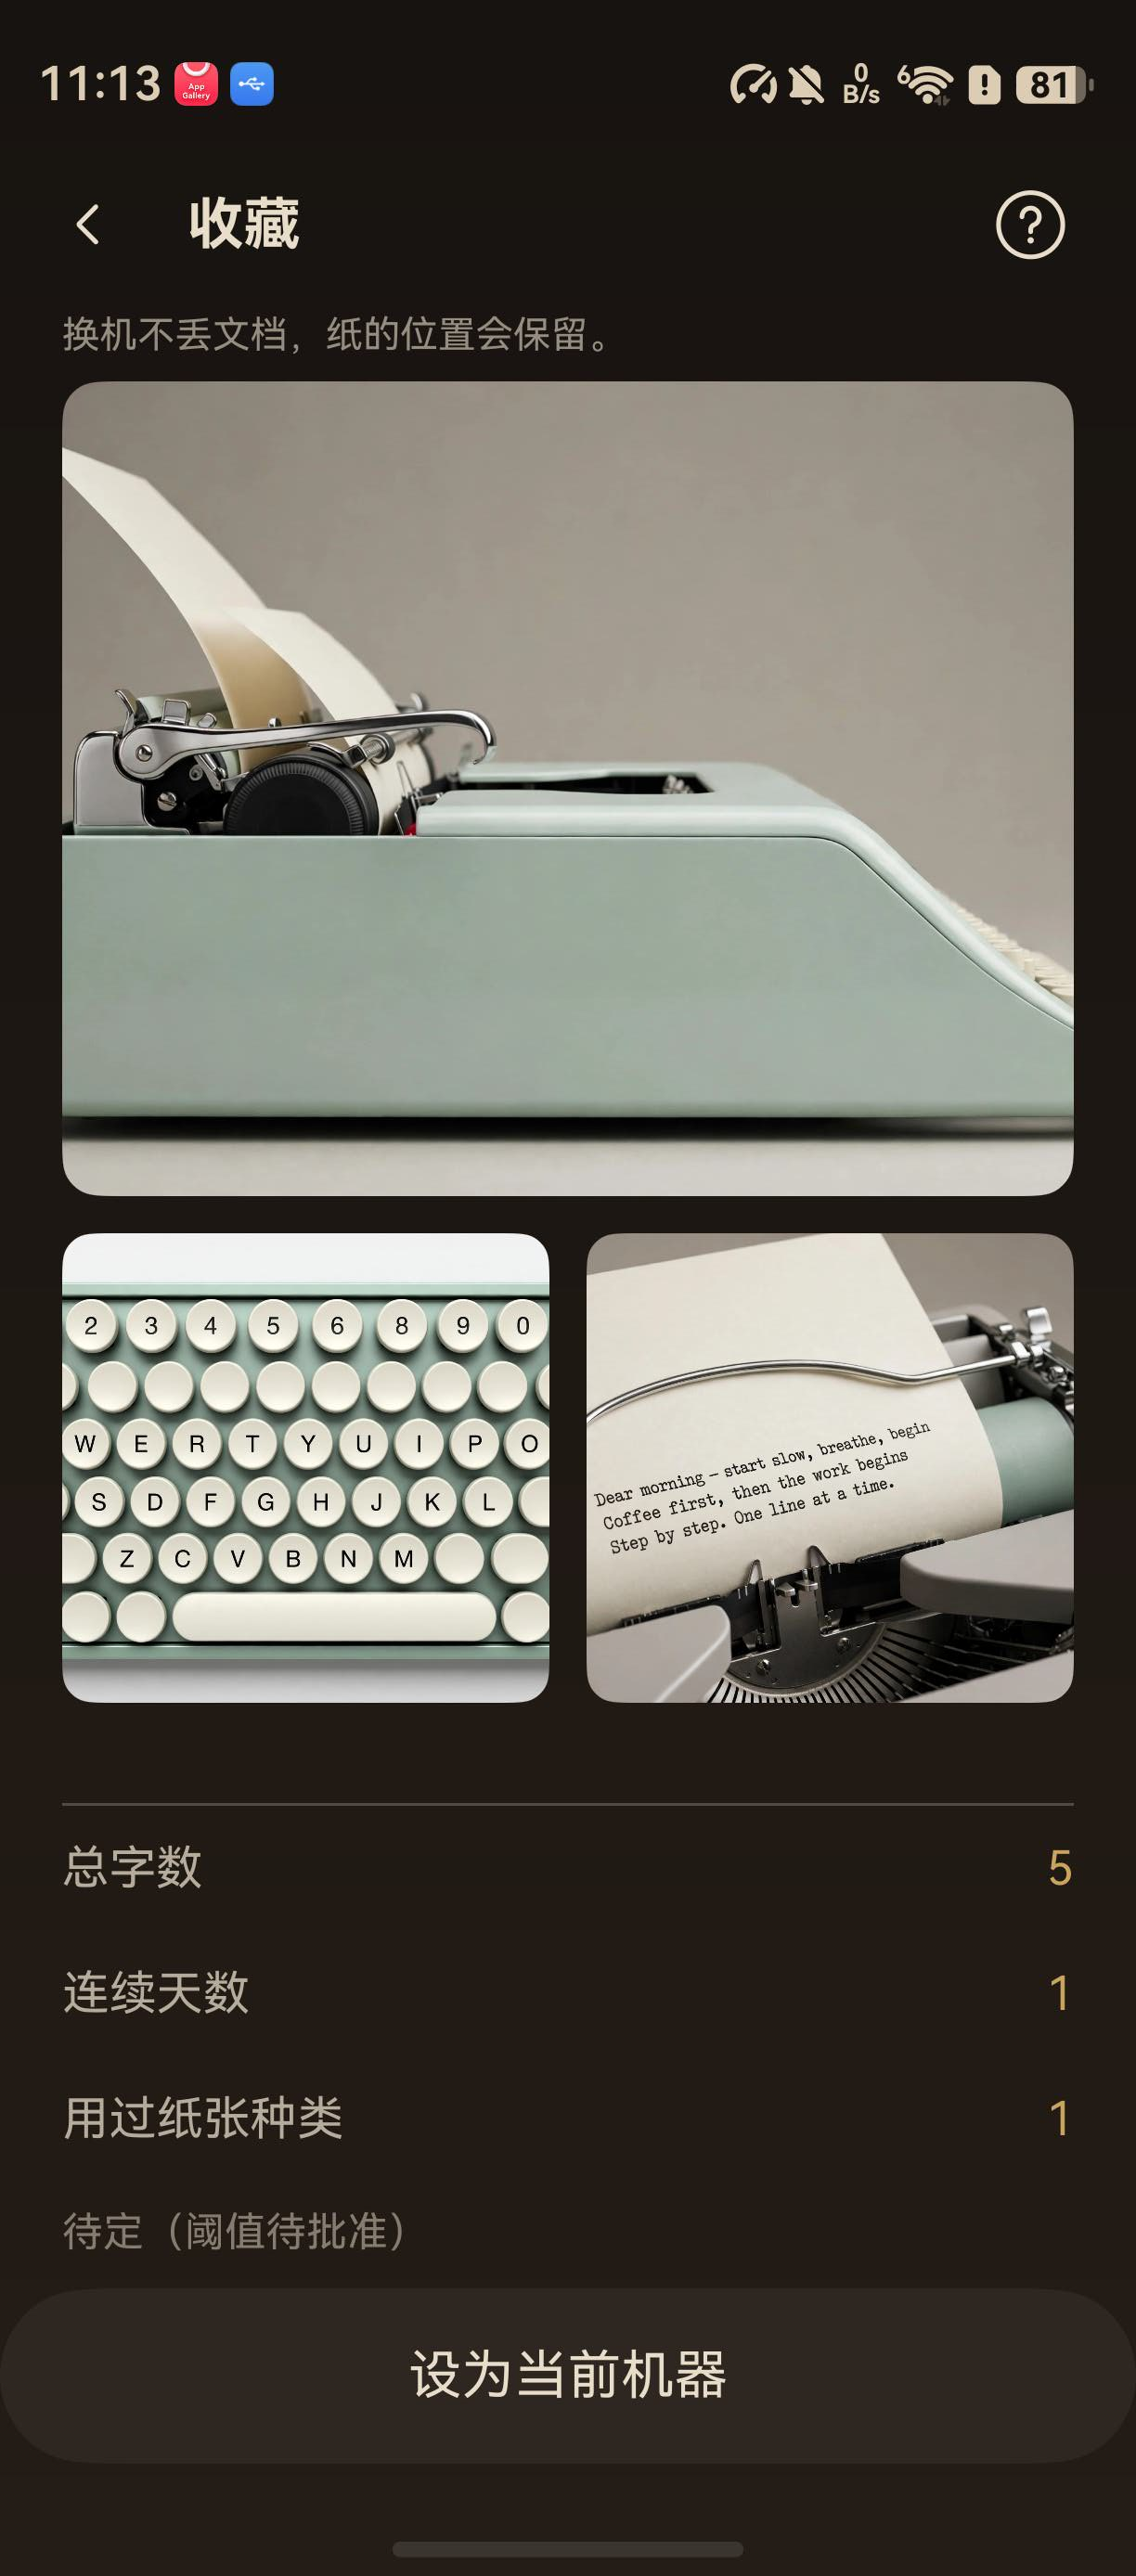 11:13
App
Gallery
0
B/s
6
81
收藏
换机不丢文档，纸的位置会保留。
2 3 4 5 6 8 9 0
W E R T Y U I P O
S D F G H J K L
Z C V B N M
Dear morning — start slow, breathe, begin
Coffee first, then the work begins
Step by step. One line at a time.
总字数 5
连续天数 1
用过纸张种类 1
待定（阈值待批准）
设为当前机器